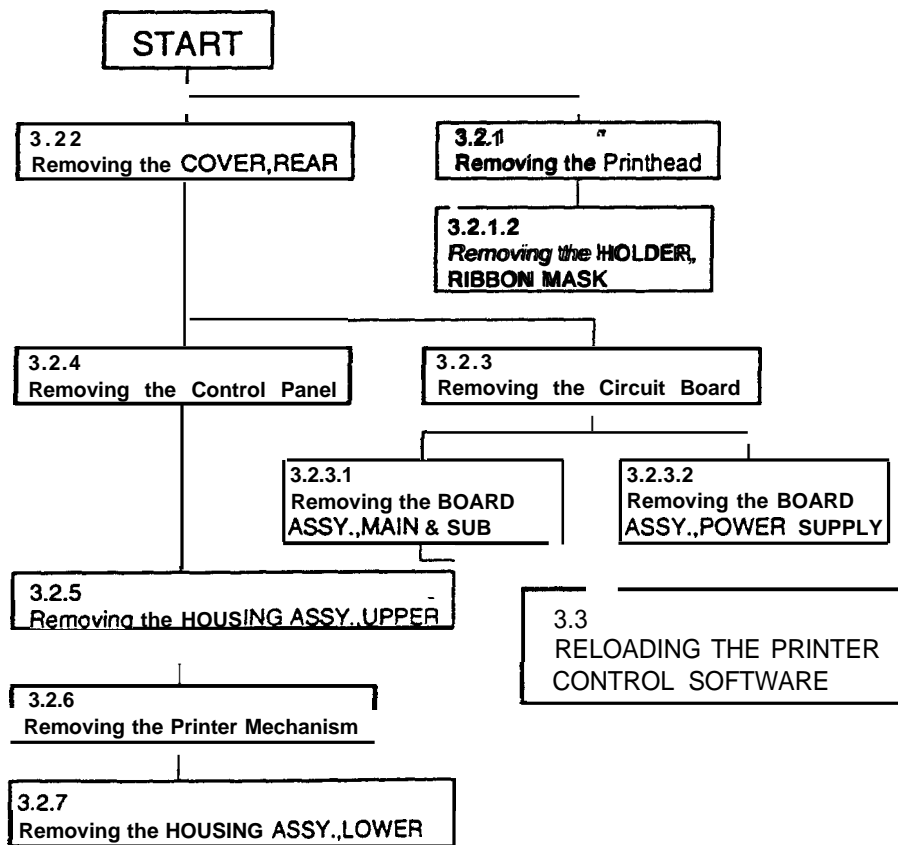 START
3.22
Removing the COVER,REAR
3.2.1
Removing the Printhead
3.2.1.2
Removing the HOLDER,
RIBBON MASK
3.2.4
Removing the Control Panel
3.2.3
Removing the Circuit Board
3.2.3.1
Removing the BOARD
ASSY.,MAIN & SUB
3.2.3.2
Removing the BOARD
ASSY.,POWER SUPPLY
3.2.5
Removing the HOUSING ASSY.,UPPER
3.3
RELOADING THE PRINTER
CONTROL SOFTWARE
3.2.6
Removing the Printer Mechanism
3.2.7
Removing the HOUSING ASSY.,LOWER